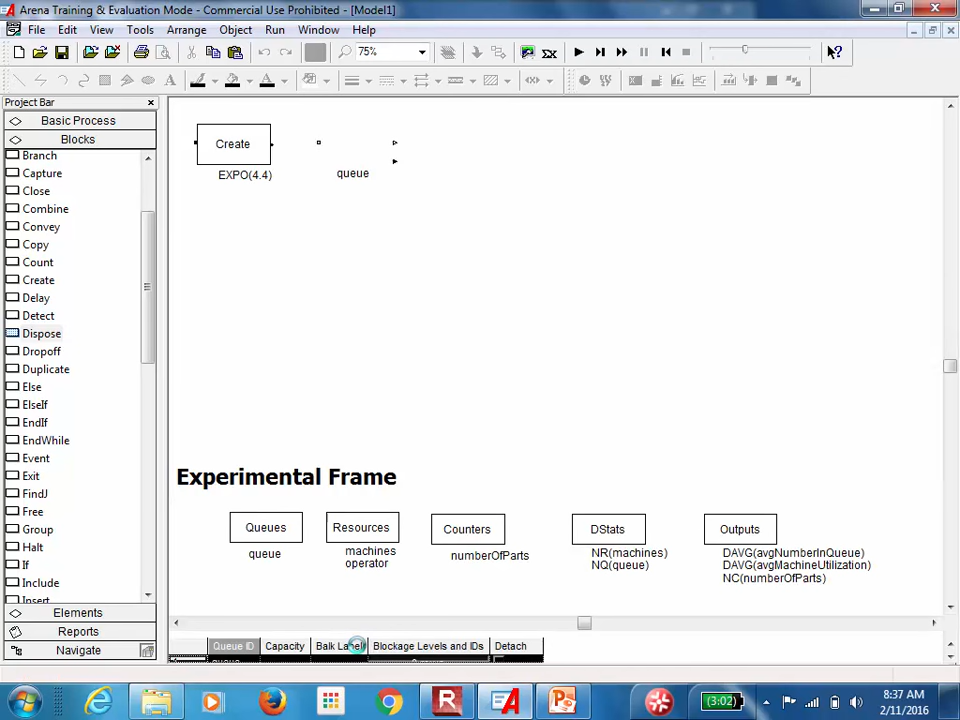 Arena Training & Evaluation Mode - Commercial Use Prohibited - [Model1]
File Edit View Tools Arrange Object Run Window Help
75%
Project Bar
Basic Process
Blocks
Branch
Capture
Close
Combine
Convey
Copy
Count
Create
Delay
Detect
Dispose
Dropoff
Duplicate
Else
ElseIf
EndIf
EndWhile
Event
Exit
FindJ
Free
Group
Halt
If
Include
Insert
Elements
Reports
Navigate
Create
EXPO(4.4)
queue
Experimental Frame
Queues
queue
Resources
machines
operator
Counters
numberOfParts
DStats
NR(machines)
NQ(queue)
Outputs
DAVG(avgNumberInQueue)
DAVG(avgMachineUtilization)
NC(numberOfParts)
Queue ID Capacity Balk Label Blockage Levels and IDs Detach
(3:02)
8:37 AM
2/11/2016